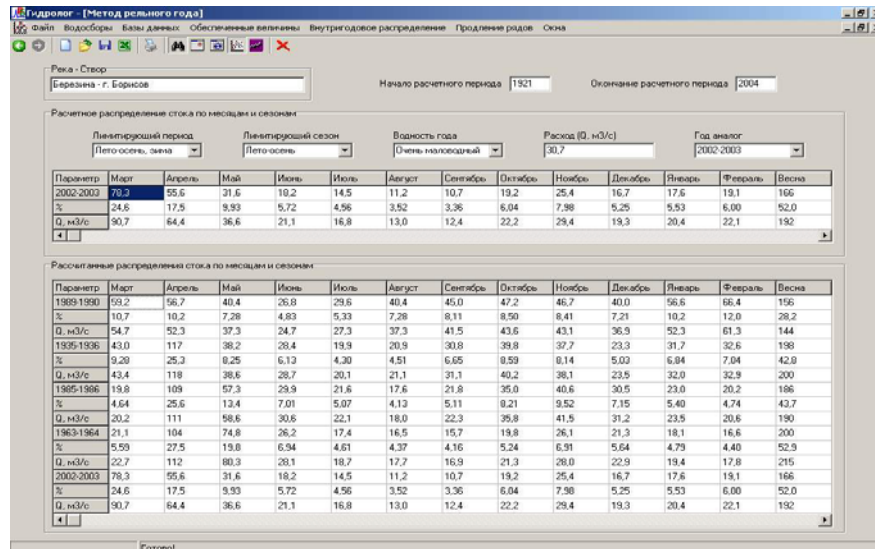 Гидролог - [Метод рельного года]
Файл Водосборы Базы данных Обеспеченные величины Внутригодовое распределение Продление рядов Окна
Река - Створ
Березина - г. Борисов
Начало расчетного периода 1921 Окончание расчетного периода 2004
Расчетное распределение стока по месяцам и сезонам
Лимитирующий период Лимитирующий сезон Водность года Расход (Q, м3/с) Год аналог
Лето-осень, зима Лето-осень Очень маловодный 30,7 2002-2003
Параметр Март Апрель Май Июнь Июль Август Сентябрь Октябрь Ноябрь Декабрь Январь Февраль Весна
2002-2003 78,3 55,6 31,6 18,2 14,5 11,2 10,7 19,2 25,4 16,7 17,6 19,1 166
% 24,6 17,5 9,93 5,72 4,56 3,52 3,36 6,04 7,98 5,25 5,53 6,00 52,0
Q, м3/с 90,7 64,4 36,6 21,1 16,8 13,0 12,4 22,2 29,4 19,3 20,4 22,1 192
Рассчитанные распределения стока по месяцам и сезонам
Параметр Март Апрель Май Июнь Июль Август Сентябрь Октябрь Ноябрь Декабрь Январь Февраль Весна
1989-1990 59,2 56,7 40,4 26,8 29,6 40,4 45,0 47,2 46,7 40,0 56,6 66,4 156
% 10,7 10,2 7,28 4,83 5,33 7,28 8,11 8,50 8,41 7,21 10,2 12,0 28,2
Q, м3/с 54,7 52,3 37,3 24,7 27,3 37,3 41,5 43,6 43,1 36,9 52,3 61,3 144
1935-1936 43,0 117 38,2 28,4 19,9 20,9 30,8 39,8 37,7 23,3 31,7 32,6 198
% 9,28 25,3 8,25 6,13 4,30 4,51 6,65 8,59 8,14 5,03 6,84 7,04 42,8
Q, м3/с 43,4 118 38,6 28,7 20,1 21,1 31,1 40,2 38,1 23,5 32,0 32,9 200
1985-1986 19,8 109 57,3 29,9 21,6 17,6 21,8 35,0 40,6 30,5 23,0 20,2 186
% 4,64 25,6 13,4 7,01 5,07 4,13 5,11 8,21 9,52 7,15 5,40 4,74 43,7
Q, м3/с 20,2 111 58,6 30,6 22,1 18,0 22,3 35,8 41,5 31,2 23,5 20,6 190
1963-1964 21,1 104 74,8 26,2 17,4 16,5 15,7 19,8 26,1 21,3 18,1 16,6 200
% 5,59 27,5 19,8 6,94 4,61 4,37 4,16 5,24 6,91 5,64 4,79 4,40 52,9
Q, м3/с 22,7 112 80,3 28,1 18,7 17,7 16,9 21,3 28,0 22,9 19,4 17,8 215
2002-2003 78,3 55,6 31,6 18,2 14,5 11,2 10,7 19,2 25,4 16,7 17,6 19,1 166
% 24,6 17,5 9,93 5,72 4,56 3,52 3,36 6,04 7,98 5,25 5,53 6,00 52,0
Q, м3/с 90,7 64,4 36,6 21,1 16,8 13,0 12,4 22,2 29,4 19,3 20,4 22,1 192
Готово!